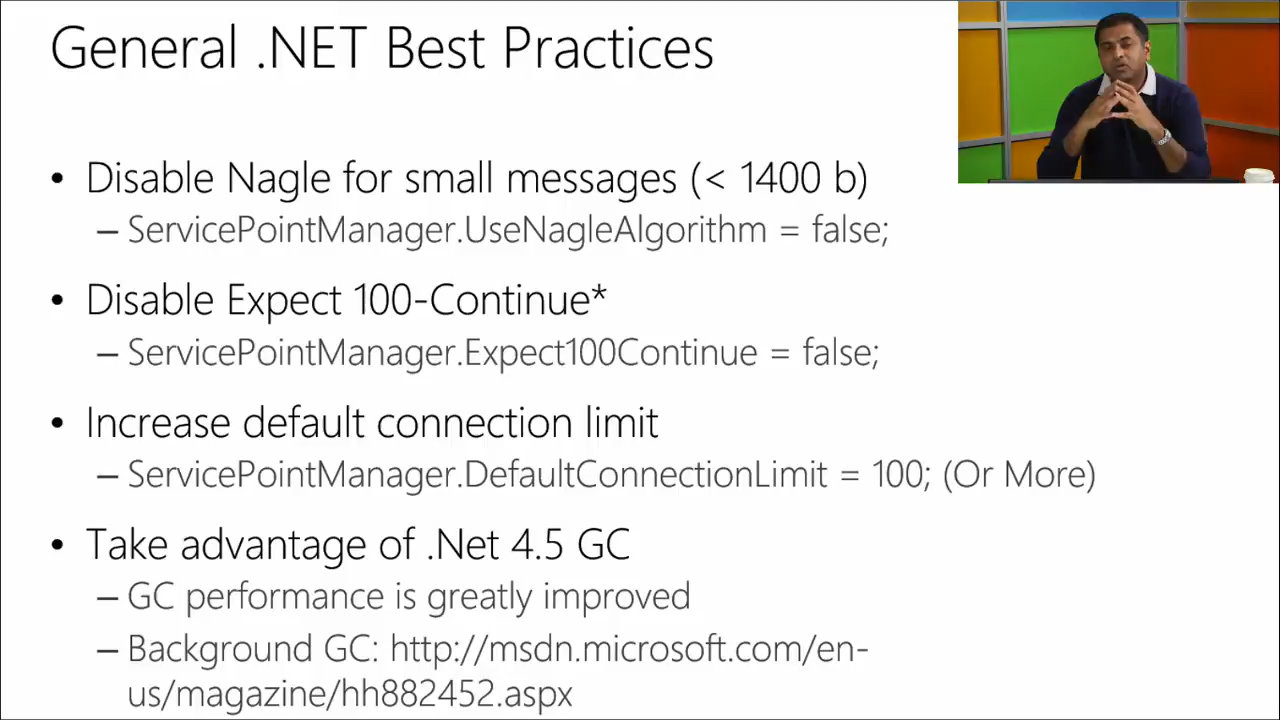 General .NET Best Practices
• Disable Nagle for small messages (< 1400 b)
– ServicePointManager.UseNagleAlgorithm = false;
• Disable Expect 100-Continue*
– ServicePointManager.Expect100Continue = false;
• Increase default connection limit
– ServicePointManager.DefaultConnectionLimit = 100; (Or More)
• Take advantage of .Net 4.5 GC
– GC performance is greatly improved
– Background GC: http://msdn.microsoft.com/en-
us/magazine/hh882452.aspx